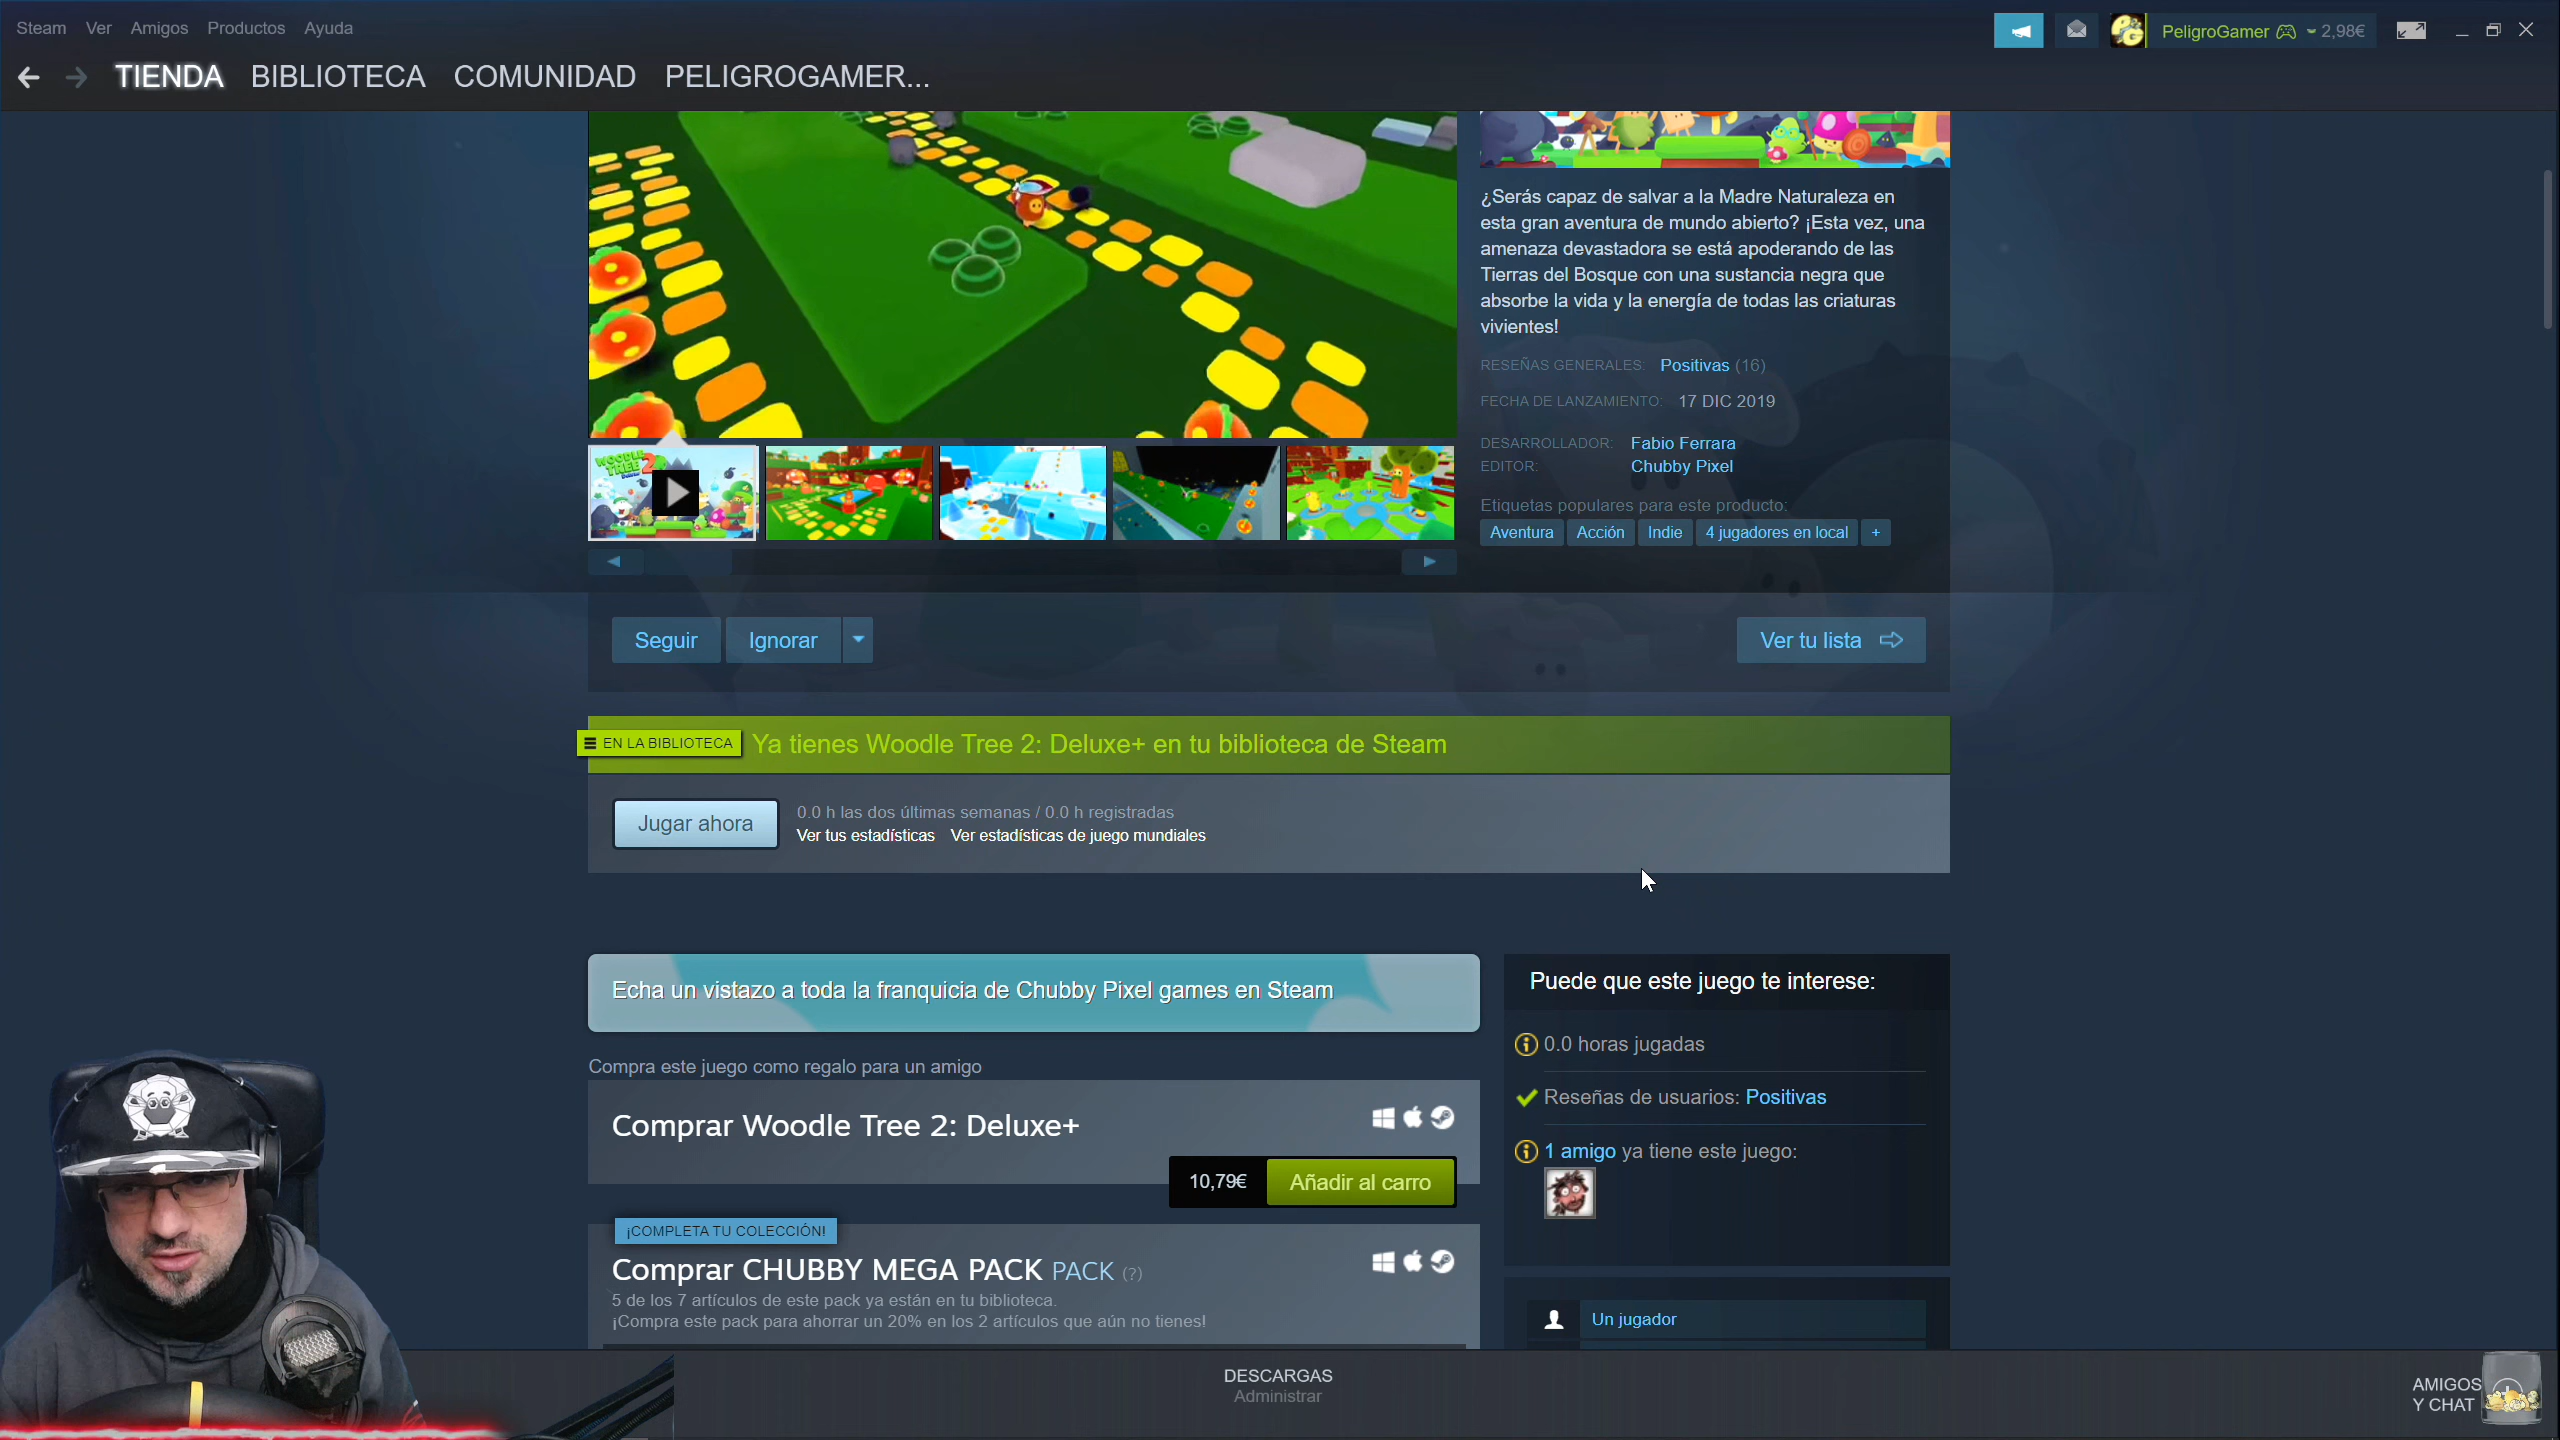 Steam Ver Amigos Productos Ayuda
PeligroGamer 2,98€
TIENDA BIBLIOTECA COMUNIDAD PELIGROGAMER...
¿Serás capaz de salvar a la Madre Naturaleza en
esta gran aventura de mundo abierto? ¡Esta vez, una
amenaza devastadora se está apoderando de las
Tierras del Bosque con una sustancia negra que
absorbe la vida y la energía de todas las criaturas
vivientes!
RESEÑAS GENERALES: Positivas (16)
FECHA DE LANZAMIENTO: 17 DIC 2019
DESARROLLADOR: Fabio Ferrara
EDITOR: Chubby Pixel
Etiquetas populares para este producto:
Aventura Acción Indie 4 jugadores en local +
WOODLE TREE 2
Seguir Ignorar Ver tu lista
EN LA BIBLIOTECA Ya tienes Woodle Tree 2: Deluxe+ en tu biblioteca de Steam
Jugar ahora
0.0 h las dos últimas semanas / 0.0 h registradas
Ver tus estadísticas Ver estadísticas de juego mundiales
Echa un vistazo a toda la franquicia de Chubby Pixel games en Steam
Compra este juego como regalo para un amigo
Comprar Woodle Tree 2: Deluxe+
10,79€ Añadir al carro
¡COMPLETA TU COLECCIÓN!
Comprar CHUBBY MEGA PACK PACK (?)
5 de los 7 artículos de este pack ya están en tu biblioteca.
¡Compra este pack para ahorrar un 20% en los 2 artículos que aún no tienes!
Puede que este juego te interese:
0.0 horas jugadas
Reseñas de usuarios: Positivas
1 amigo ya tiene este juego:
Un jugador
DESCARGAS
Administrar
AMIGOS
Y CHAT